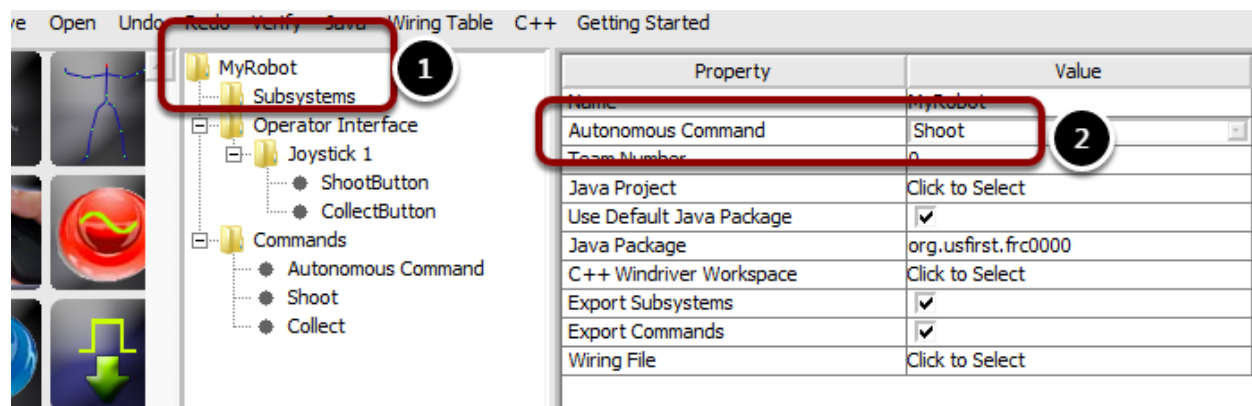 Open Undo Redo Verify Java Wiring Table C++ Getting Started
MyRobot
1
Subsystems
Operator Interface
Joystick 1
ShootButton
CollectButton
Commands
Autonomous Command
Shoot
Collect
Property Value
Name MyRobot
Autonomous Command Shoot
2
Team Number 0
Java Project Click to Select
Use Default Java Package
Java Package org.usfirst.frc0000
C++ Windriver Workspace Click to Select
Export Subsystems
Export Commands
Wiring File Click to Select